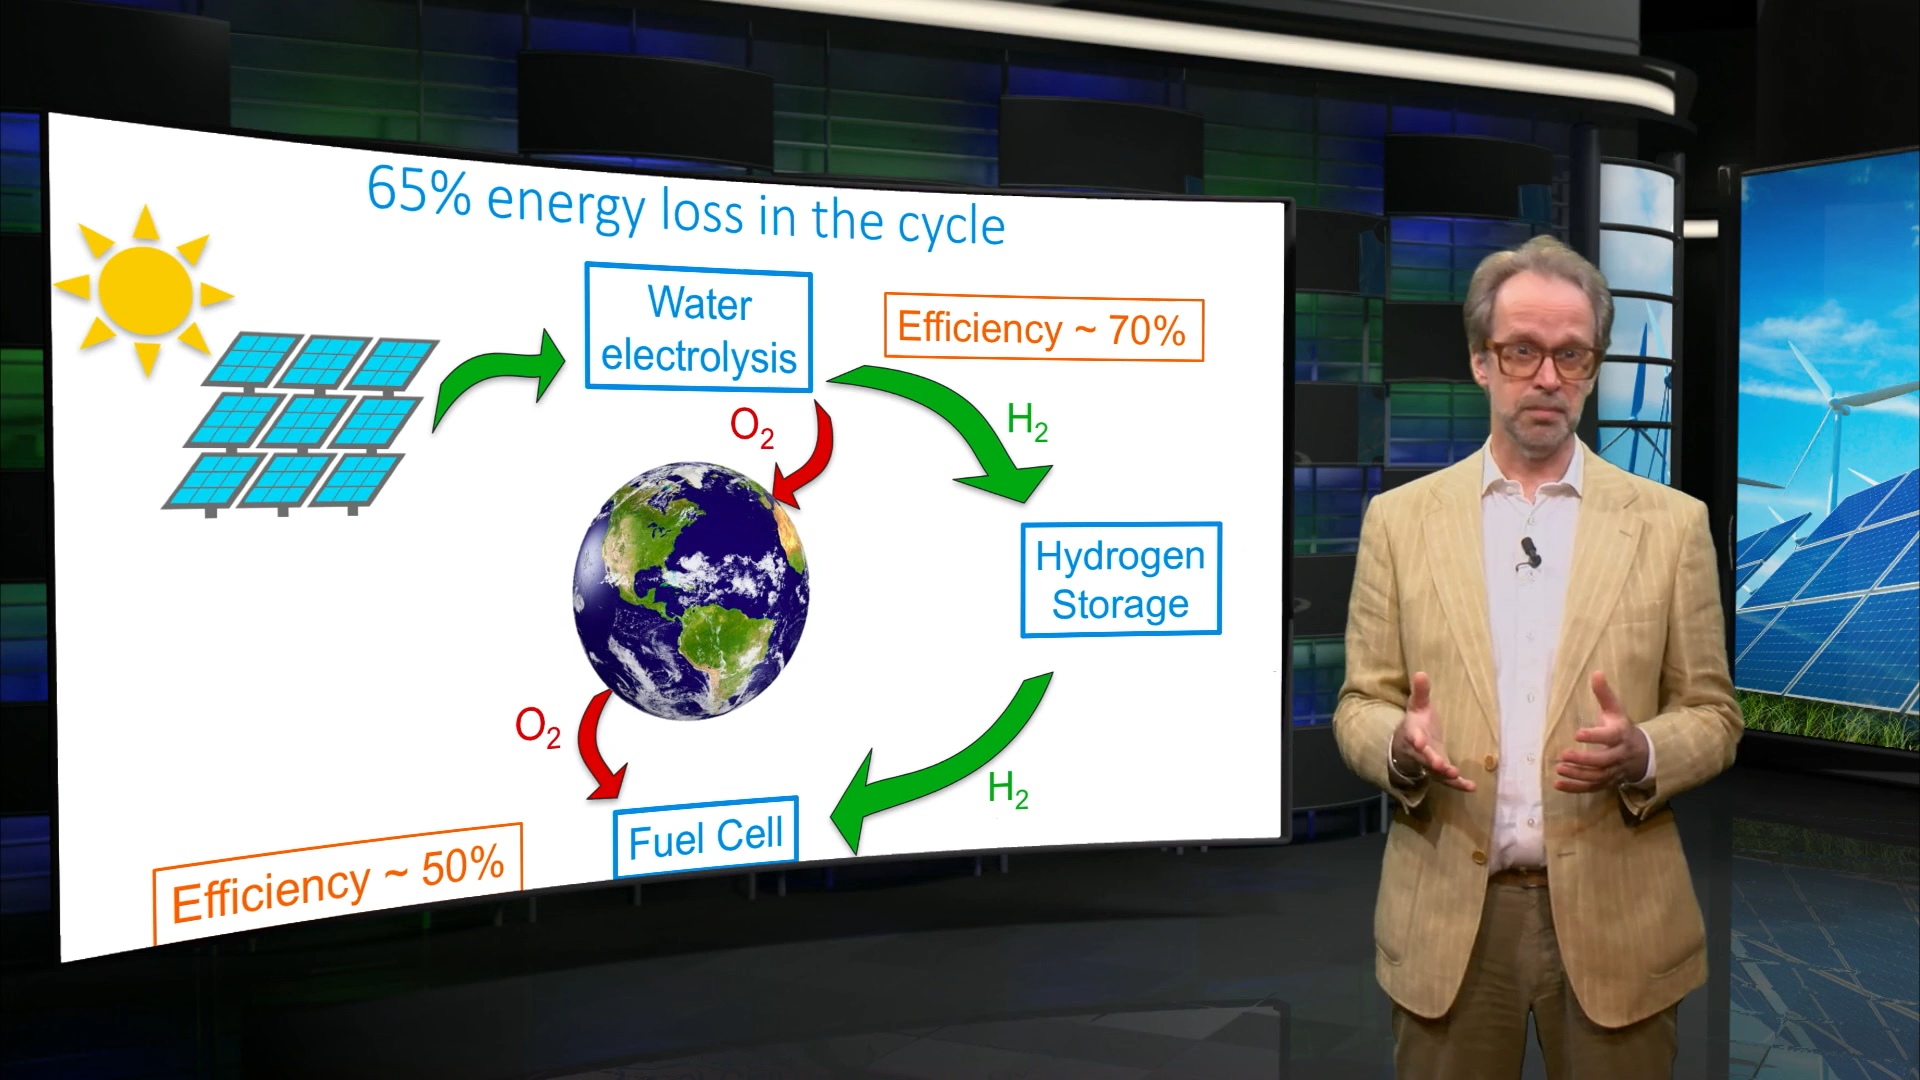 65% energy loss in the cycle
Water
electrolysis
Efficiency ~ 70%
O₂
H₂
Hydrogen
Storage
O₂
H₂
Fuel Cell
Efficiency ~ 50%